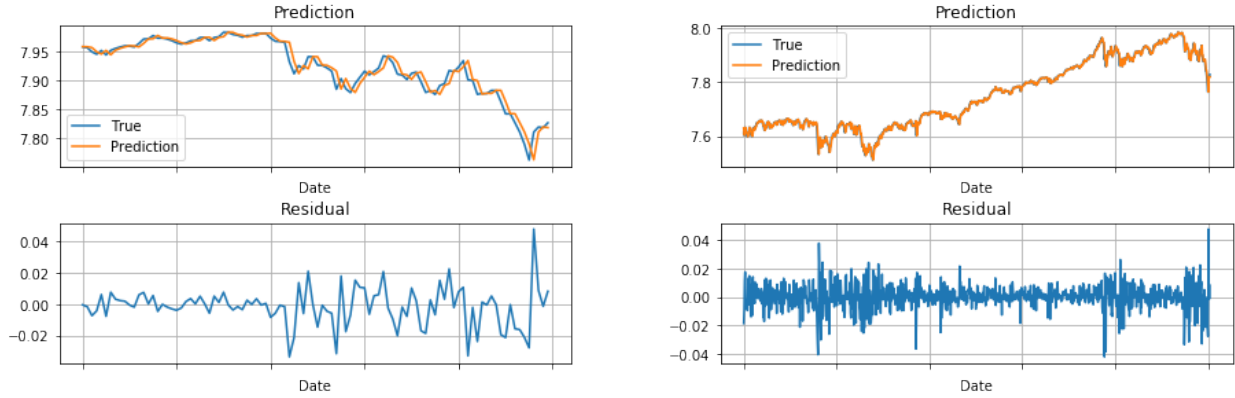 Prediction
7.95
7.90
7.85
7.80
True
Prediction
Date
Residual
0.04
0.02
0.00
−0.02
Date
Prediction
8.0
7.8
7.6
True
Prediction
Date
Residual
0.04
0.02
0.00
−0.02
−0.04
Date